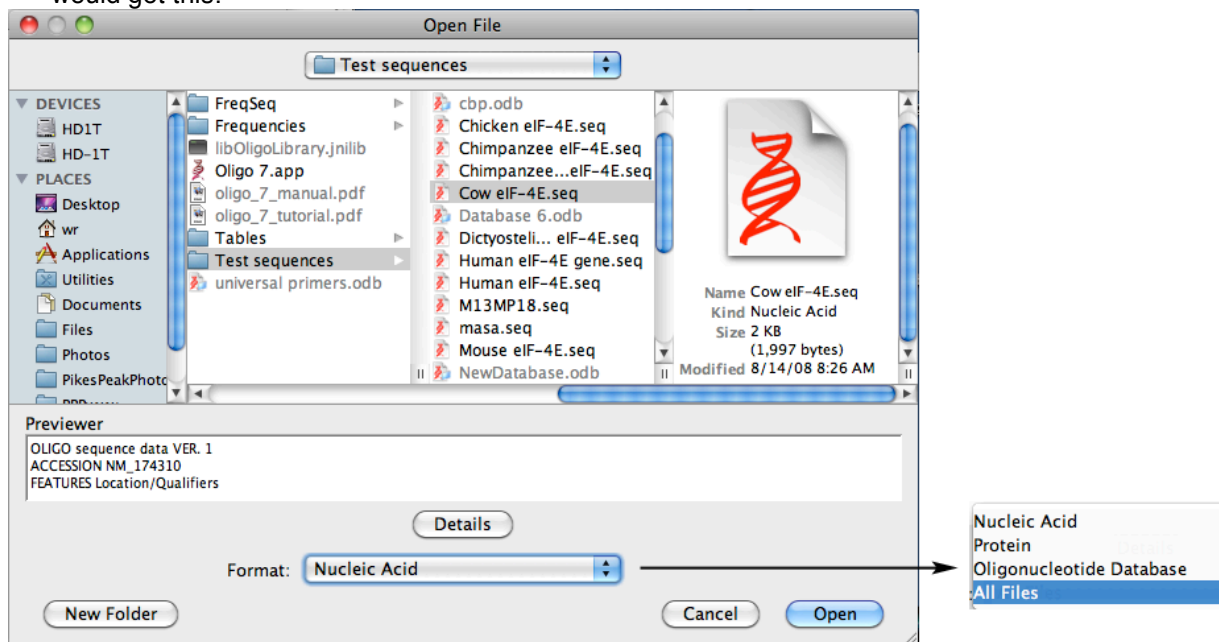 would get this:
Open File
Test sequences
DEVICES
HD1T
HD-1T
PLACES
Desktop
wr
Applications
Utilities
Documents
Files
Photos
PikesPeakPhoto
FreqSeq
Frequencies
libOligoLibrary.jnilib
Oligo 7.app
oligo_7_manual.pdf
oligo_7_tutorial.pdf
Tables
Test sequences
universal primers.odb
cbp.odb
Chicken eIF-4E.seq
Chimpanzee eIF-4E.seq
Chimpanzee...eIF-4E.seq
Cow eIF-4E.seq
Database 6.odb
Dictyosteli... eIF-4E.seq
Human eIF-4E gene.seq
Human eIF-4E.seq
M13MP18.seq
masa.seq
Mouse eIF-4E.seq
NewDatabase.odb
Name Cow eIF-4E.seq
Kind Nucleic Acid
Size 2 KB
(1,997 bytes)
Modified 8/14/08 8:26 AM
Previewer
OLIGO sequence data VER. 1
ACCESSION NM_174310
FEATURES Location/Qualifiers
Details
Format: Nucleic Acid
New Folder
Cancel
Open
Nucleic Acid
Protein
Oligonucleotide Database
All Files